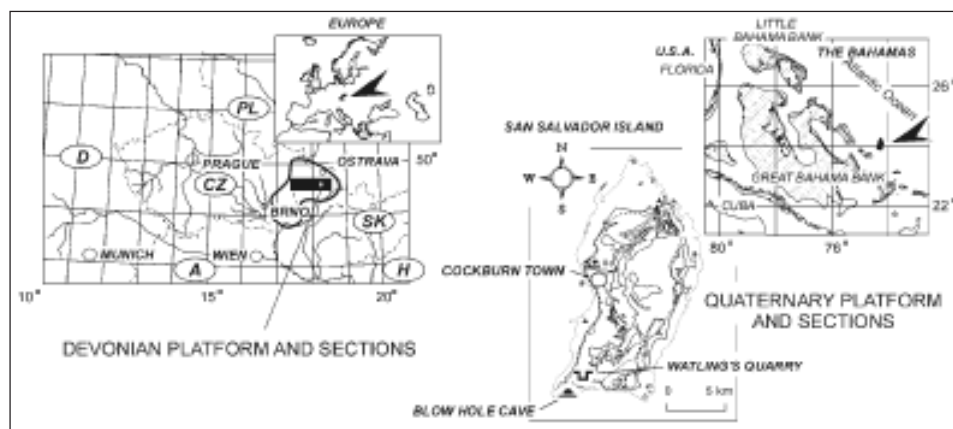 EUROPE
PL
D
PRAGUE
OSTRAVA
50°
CZ
BRNO
SK
MUNICH
WIEN
A
H
10°
15°
20°
DEVONIAN PLATFORM AND SECTIONS
SAN SALVADOR ISLAND
N
W
E
S
COCKBURN TOWN
WATLING'S QUARRY
BLOW HOLE CAVE
0 5 km
LITTLE
BAHAMA BANK
U.S.A.
FLORIDA
THE BAHAMAS
Atlantic Ocean
26°
GREAT BAHAMA BANK
CUBA
22°
80°
76°
QUATERNARY PLATFORM
AND SECTIONS